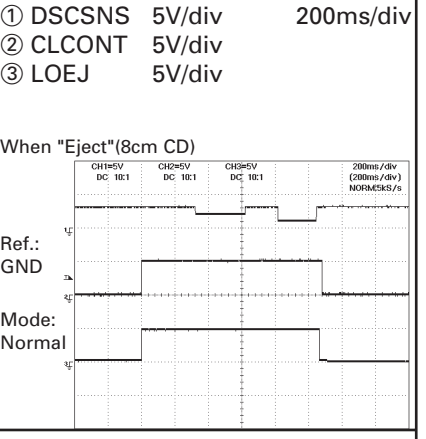 ① DSCSNS 5V/div 200ms/div
② CLCONT 5V/div
③ LOEJ 5V/div
When "Eject"(8cm CD)
CH1=5V CH2=5V CH3=5V 200ms/div
DC 10:1 DC 10:1 DC 10:1 (200ms/div)
NORM:5kS/s
Ref.:
GND
Mode:
Normal